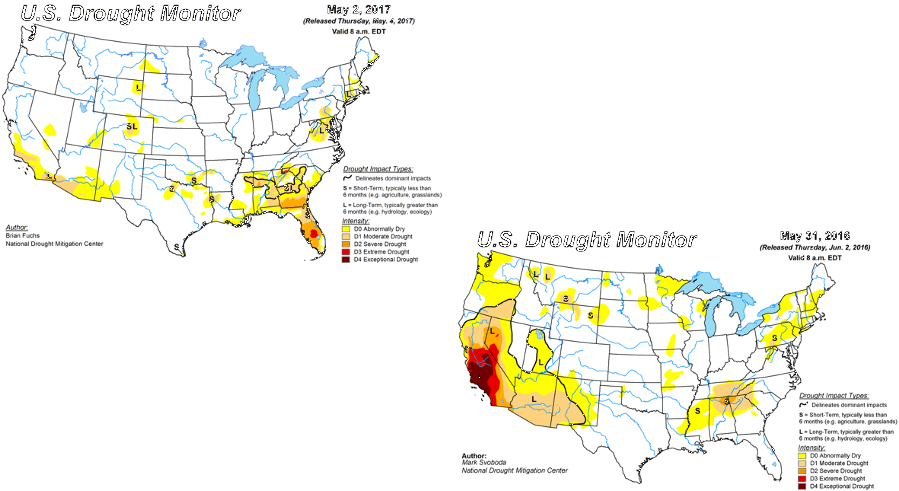 U.S. Drought Monitor
May 2, 2017
(Released Thursday, May. 4, 2017)
Valid 8 a.m. EDT
L
SL
L
L
L
S
S
S
S
S
S
Drought Impact Types:
Delineates dominant impacts
S = Short-Term, typically less than
6 months (e.g. agriculture, grasslands)
L = Long-Term, typically greater than
6 months (e.g. hydrology, ecology)
Intensity:
D0 Abnormally Dry
D1 Moderate Drought
D2 Severe Drought
D3 Extreme Drought
D4 Exceptional Drought
Author:
Brian Fuchs
National Drought Mitigation Center
U.S. Drought Monitor
May 31, 2016
(Released Thursday, Jun. 2, 2016)
Valid 8 a.m. EDT
L
L
S
S
L
S
L
L
S
S
Drought Impact Types:
Delineates dominant impacts
S = Short-Term, typically less than
6 months (e.g. agriculture, grasslands)
L = Long-Term, typically greater than
6 months (e.g. hydrology, ecology)
Intensity:
D0 Abnormally Dry
D1 Moderate Drought
D2 Severe Drought
D3 Extreme Drought
D4 Exceptional Drought
Author:
Mark Svoboda
National Drought Mitigation Center